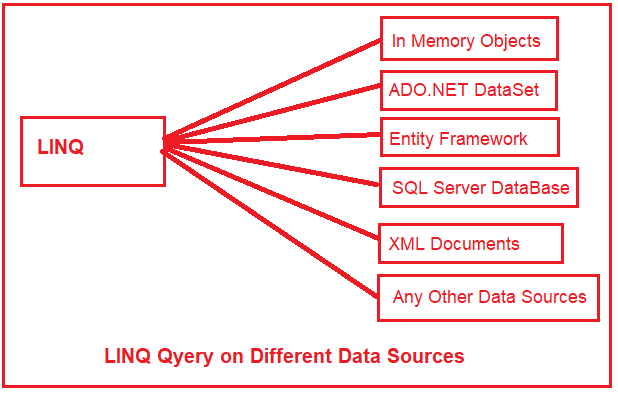 In Memory Objects
ADO.NET DataSet
LINQ
Entity Framework
SQL Server DataBase
XML Documents
Any Other Data Sources
LINQ Qyery on Different Data Sources